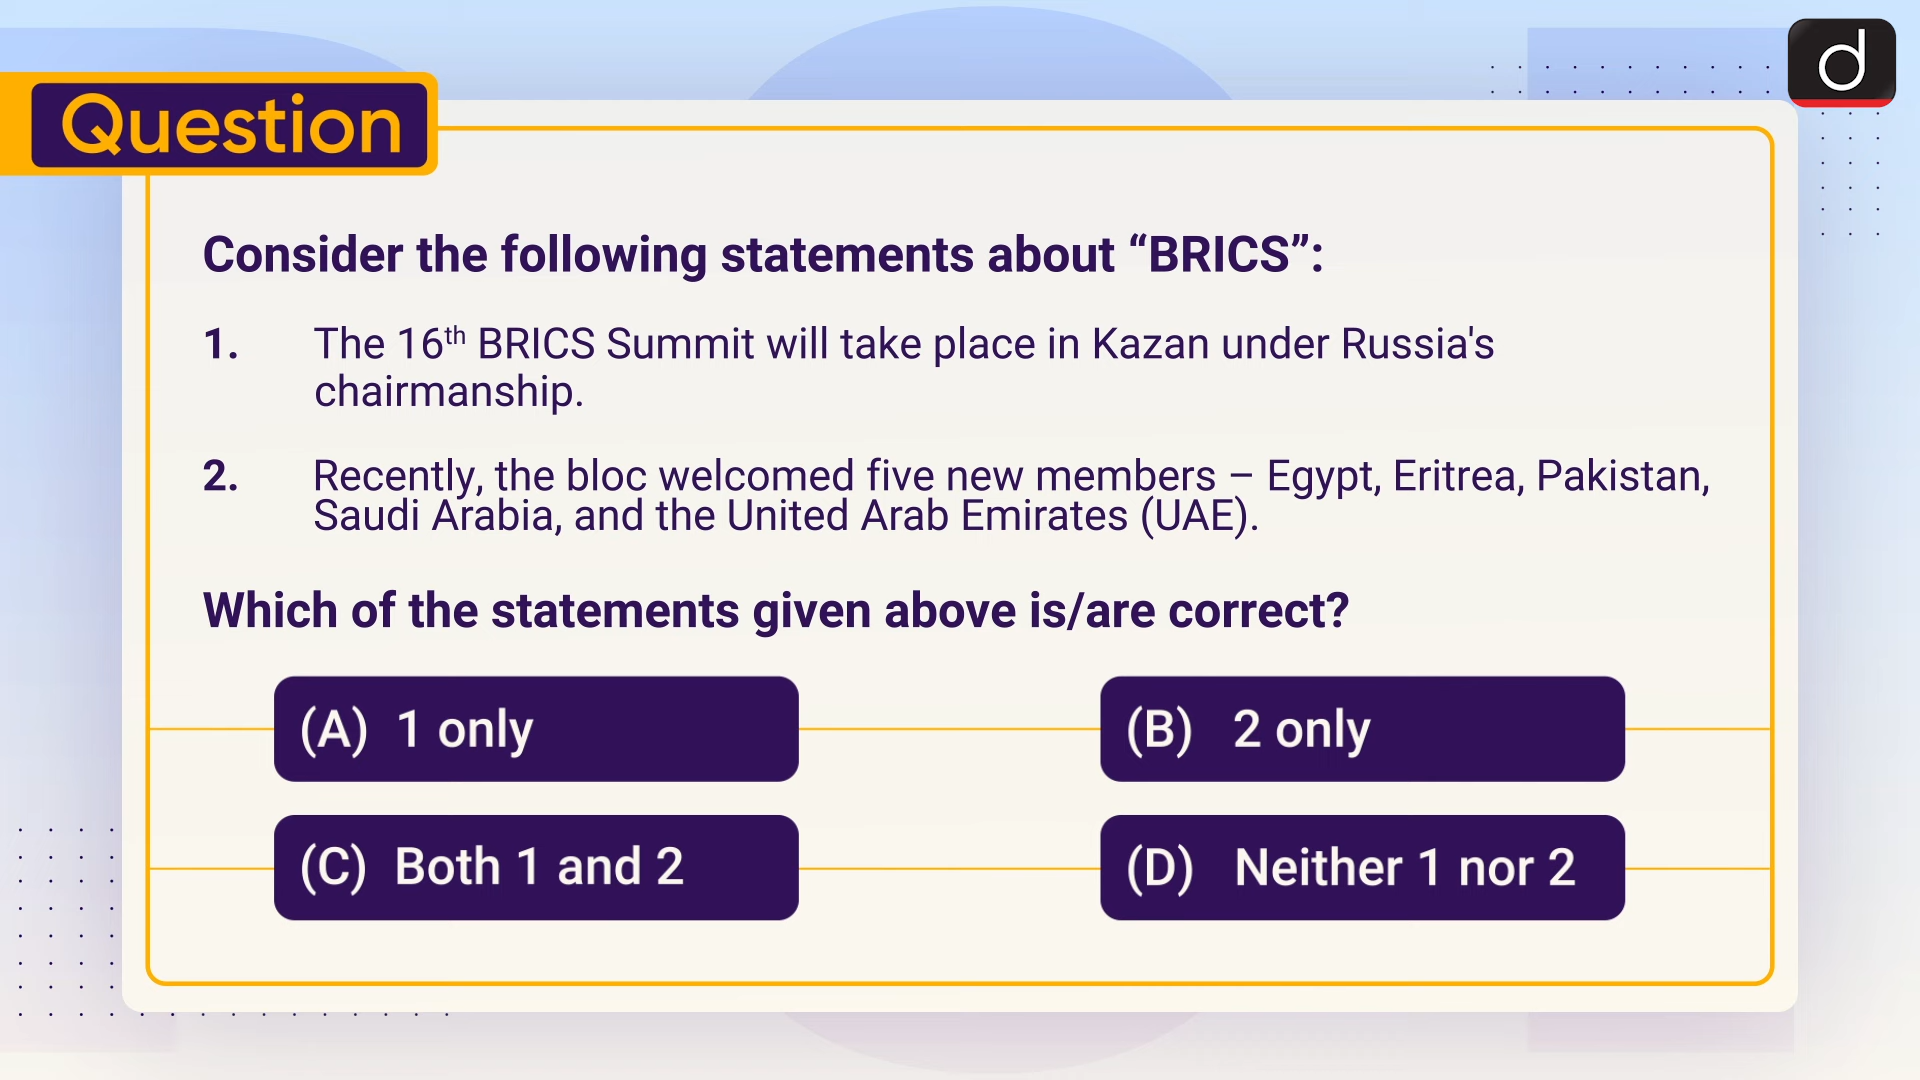 Question
Consider the following statements about “BRICS”:
1. The 16th BRICS Summit will take place in Kazan under Russia's
chairmanship.
2. Recently, the bloc welcomed five new members – Egypt, Eritrea, Pakistan,
Saudi Arabia, and the United Arab Emirates (UAE).
Which of the statements given above is/are correct?
(A) 1 only
(B) 2 only
(C) Both 1 and 2
(D) Neither 1 nor 2
d